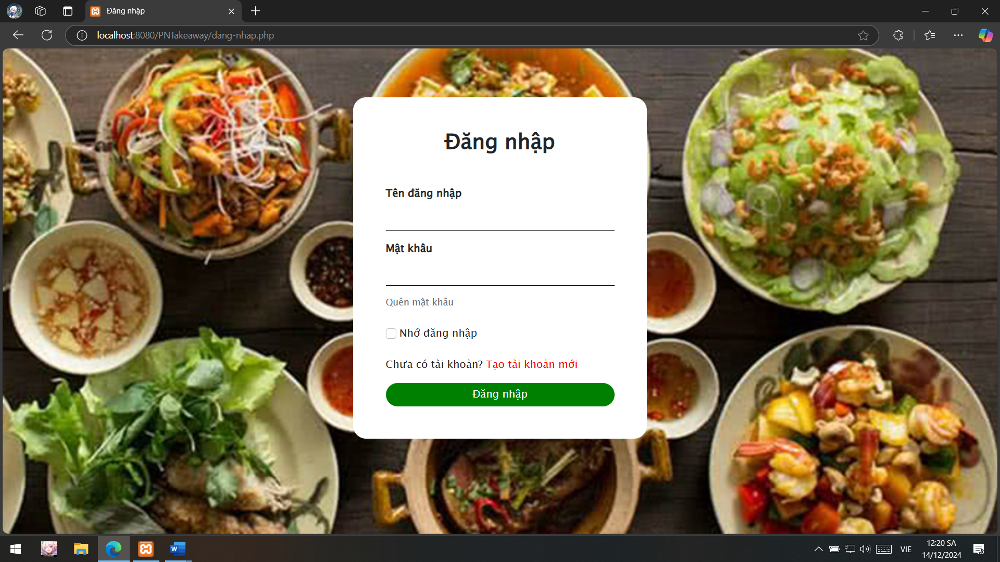 Đăng nhập
localhost:8080/PNTakeaway/dang-nhap.php
Đăng nhập
Tên đăng nhập
Mật khẩu
Quên mật khẩu
Nhớ đăng nhập
Chưa có tài khoản? Tạo tài khoản mới
Đăng nhập
VIE
12:20 SA
14/12/2024